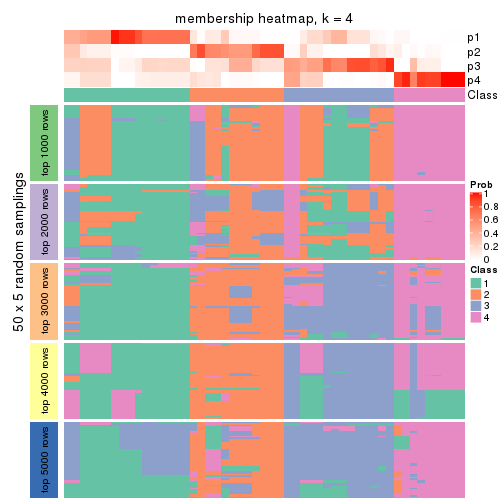 membership heatmap, k = 4
p1
p2
p3
p4
Class
50 x 5 random samplings
top 1000 rows
top 2000 rows
top 3000 rows
top 4000 rows
top 5000 rows
Prob
1
0.8
0.6
0.4
0.2
0
Class
1
2
3
4